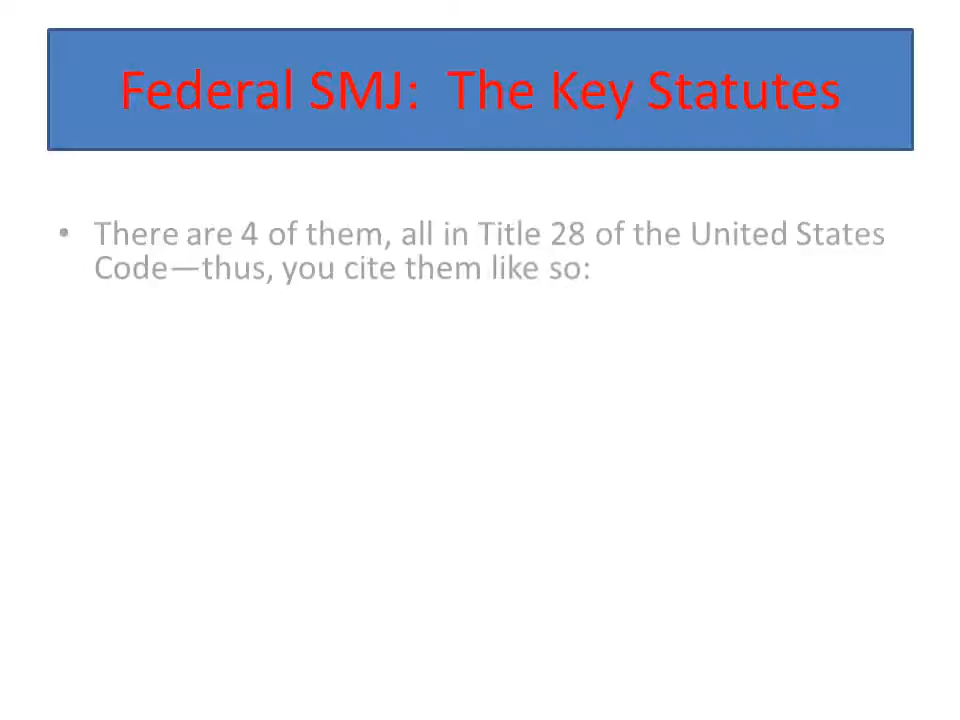 Federal SMJ:  The Key Statutes
• There are 4 of them, all in Title 28 of the United States
Code—thus, you cite them like so: